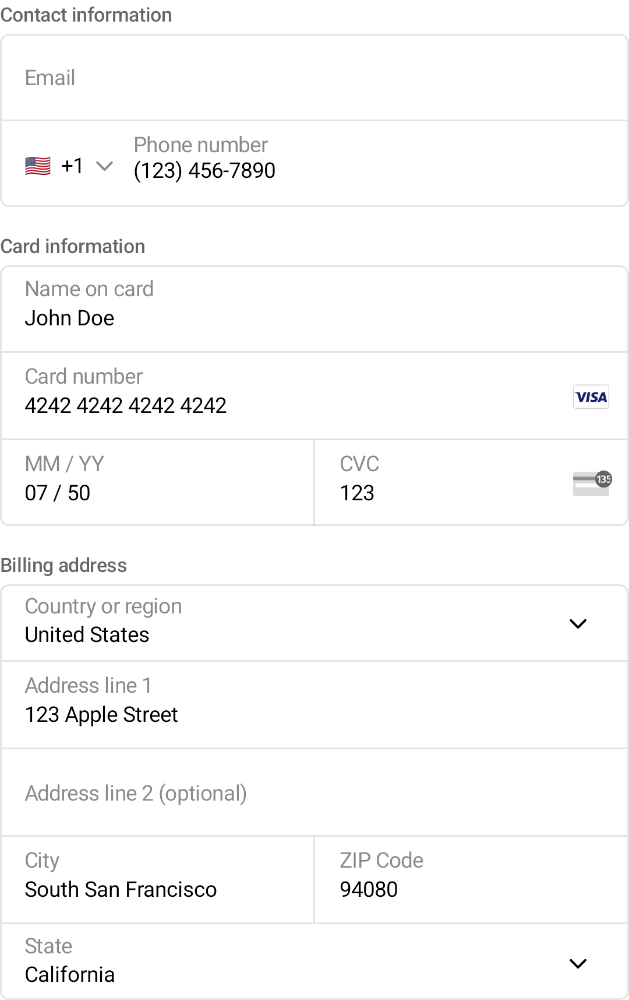 Contact information
Email
Phone number
+1 (123) 456-7890
Card information
Name on card
John Doe
Card number
4242 4242 4242 4242 VISA
MM / YY CVC
07 / 50 123 135
Billing address
Country or region
United States
Address line 1
123 Apple Street
Address line 2 (optional)
City ZIP Code
South San Francisco 94080
State
California